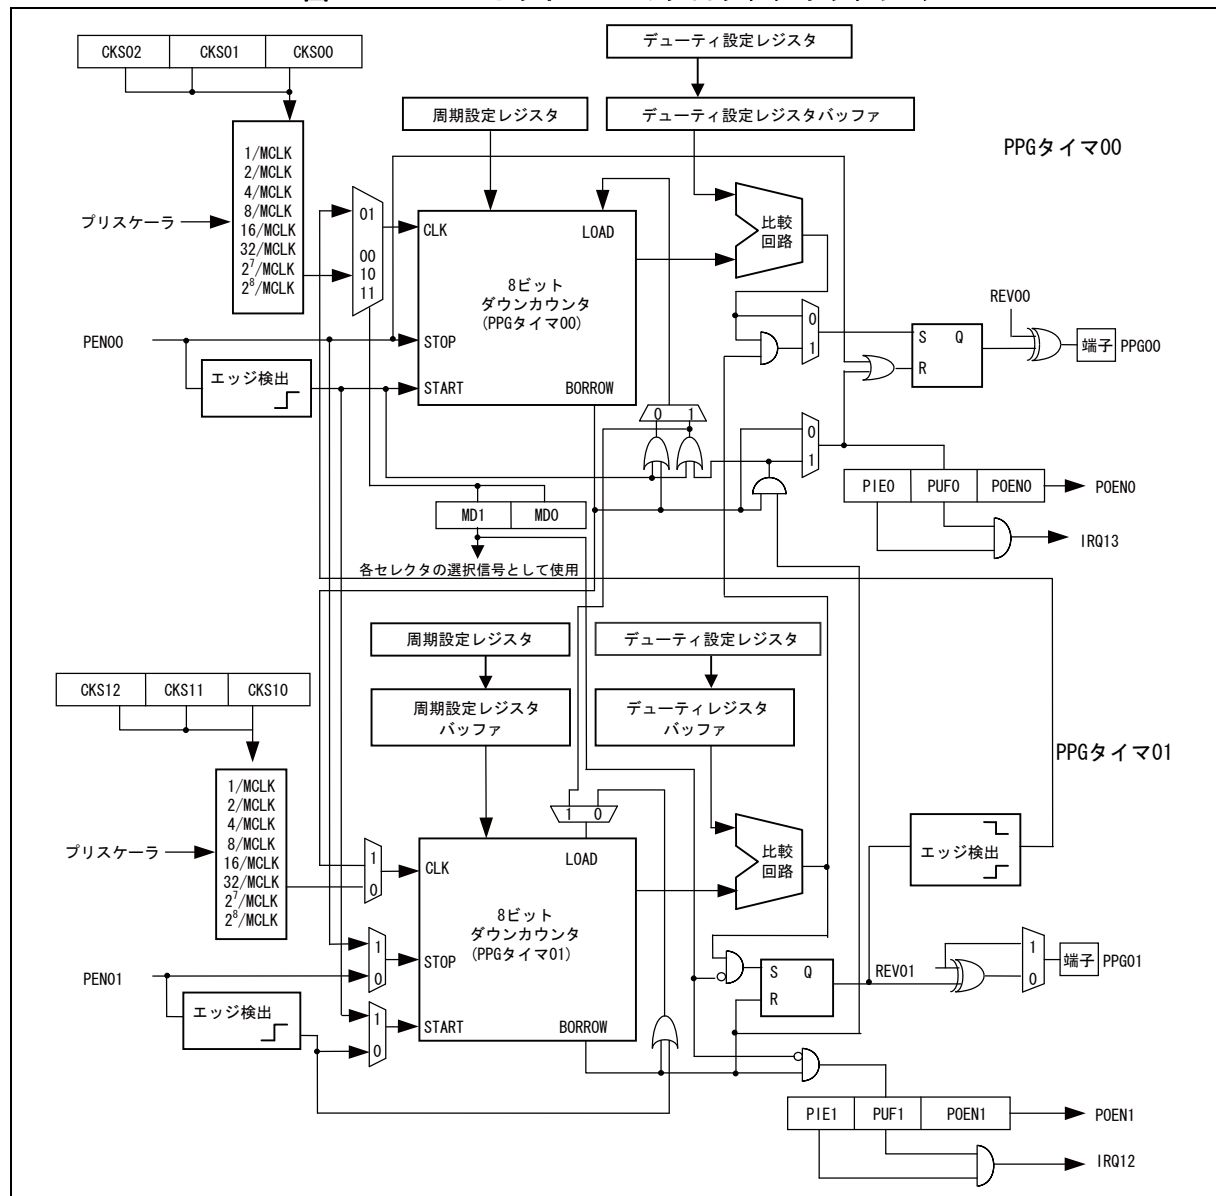 CKS02 CKS01 CKS00
デューティ設定レジスタ
周期設定レジスタ
デューティ設定レジスタバッファ
PPGタイマ00
1/MCLK
2/MCLK
4/MCLK
8/MCLK
16/MCLK
32/MCLK
2⁷/MCLK
2⁸/MCLK
プリスケーラ
01
00
10
11
CLK
LOAD
8ビット
ダウンカウンタ
(PPGタイマ00)
STOP
START
BORROW
比較
回路
PEN00
エッジ検出
0
1
S Q
R
REV00
端子 PPG00
0 1
0
1
PIE0 PUF0 POEN0
POEN0
IRQ13
MD1 MD0
各セレクタの選択信号として使用
周期設定レジスタ
デューティ設定レジスタ
CKS12 CKS11 CKS10
周期設定レジスタ
バッファ
デューティレジスタ
バッファ
PPGタイマ01
1/MCLK
2/MCLK
4/MCLK
8/MCLK
16/MCLK
32/MCLK
2⁷/MCLK
2⁸/MCLK
プリスケーラ
1 0
1
0
CLK
LOAD
8ビット
ダウンカウンタ
(PPGタイマ01)
STOP
START
BORROW
比較
回路
エッジ検出
PEN01
エッジ検出
1
0
1
0
S Q
R
REV01
1
0
端子 PPG01
PIE1 PUF1 POEN1
POEN1
IRQ12